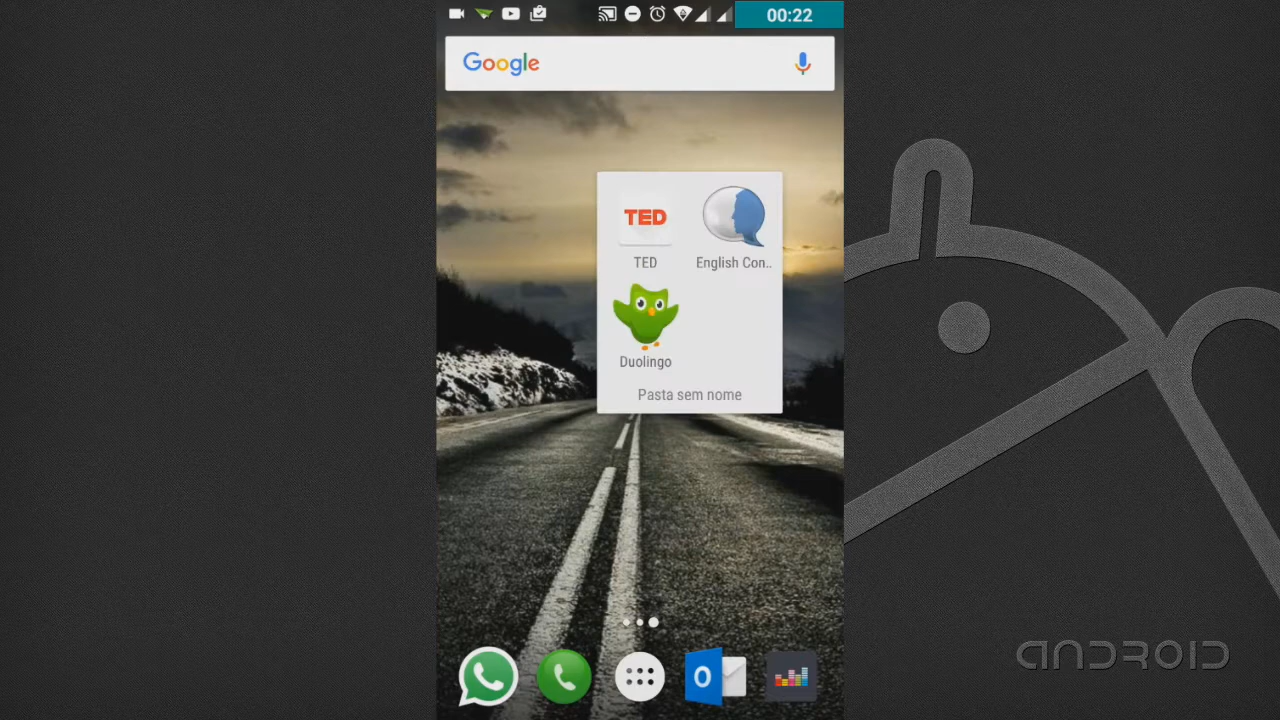 00:22
Google
TED
TED
English Con..
Duolingo
Pasta sem nome
O
ANDROID